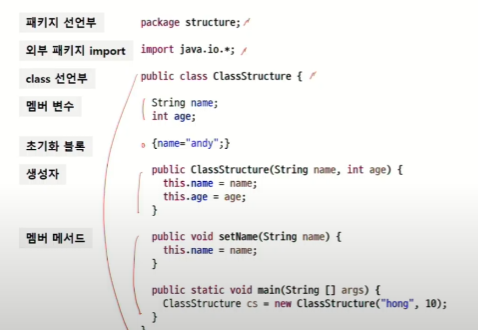 패키지 선언부 package structure;
외부 패키지 import import java.io.*;
class 선언부 public class ClassStructure {
멤버 변수 String name;
int age;
초기화 블록 {name="andy";}
생성자 public ClassStructure(String name, int age) {
this.name = name;
this.age = age;
}
멤버 메서드 public void setName(String name) {
this.name = name;
}
public static void main(String [] args) {
ClassStructure cs = new ClassStructure("hong", 10);
}
}